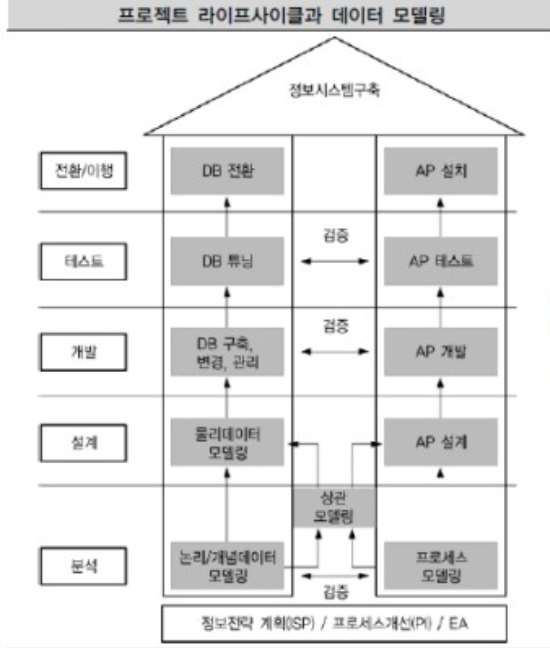 프로젝트 라이프사이클과 데이터 모델링
정보시스템구축
전환/이행
DB 전환
AP 설치
테스트
DB 튜닝
검증
AP 테스트
개발
DB 구축,
변경, 관리
검증
AP 개발
설계
물리데이터
모델링
AP 설계
상관
모델링
분석
논리/개념데이터
모델링
검증
프로세스
모델링
정보전략 계획(ISP) / 프로세스개선(PI) / EA